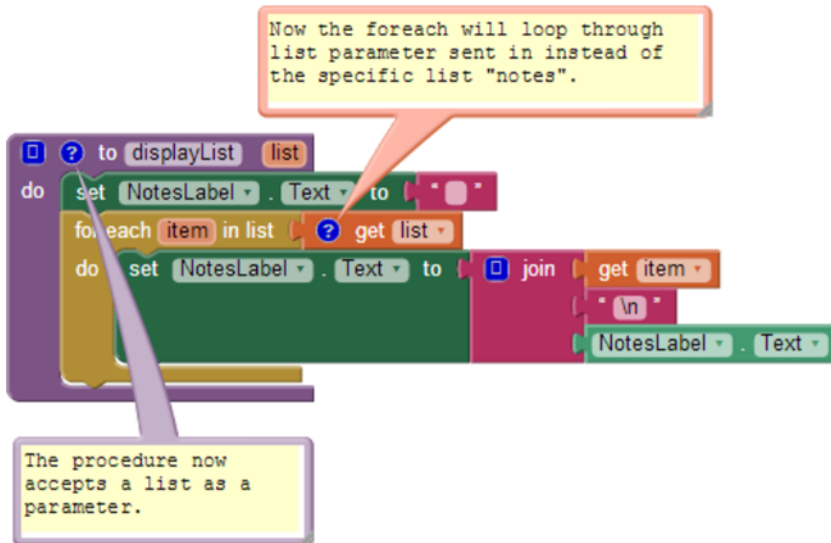 Now the foreach will loop through
list parameter sent in instead of
the specific list "notes".
? to displayList list
do set NotesLabel . Text to " "
for each item in list ? get list
do set NotesLabel . Text to join get item
" \n "
NotesLabel . Text
The procedure now
accepts a list as a
parameter.